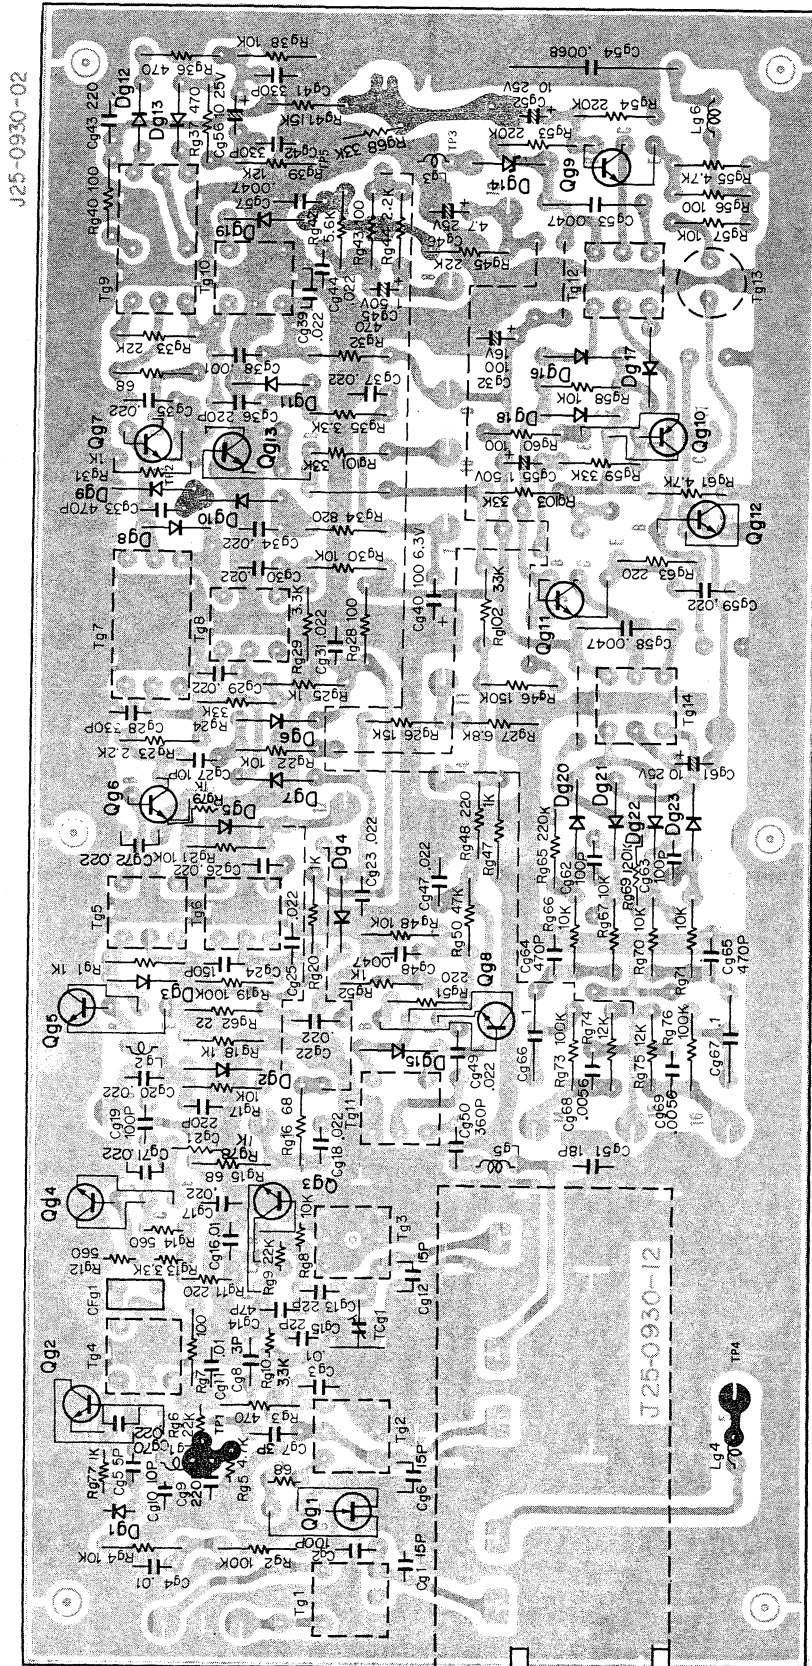 J25-0930-02
Cg43 220
Dg12
Dg13
Rg36 470
Rg38 10K
Rg37 470
Cg56 10 25V
330P
Cg41
Rg41 15K
Cg54 .0068
Rg40 100
330P
Cg42
Rg39
12K
TP5
Rg68 33K
Lg3
TP3
Dg14
10 25V
Cg52
Rg53
220K
Rg54 220K
Lg6
Qg9
.0047
Cg57
Dg19
Rg42
5.6K
Rg43 100
Rg44 2.2K
4.7
25V
Cg46
Rg45
22K
Cg53 .0047
Rg55 4.7K
Rg56
100
Rg57
10K
Tg9
Tg10
Cg39
.022
Cg44
.022
50V
Cg45
Tg12
Tg13
Rg33
22K
68
Cg38
.001
470
Rg32
Cg37 .022
16V
100
Cg32
Dg16
Dg17
Rg58
10K
Cg35
.022
Cg36
220P
Dg11
Rg35 3.3K
Dg18
Rg60
100
Qg7
Qg13
Qg10
Rg31
1K
Dg9
Rg101
33K
Cg55 1 50V
Rg59 33K
Rg61 4.7K
Cg33 470P
Dg10
Dg8
Rg103
33K
Qg12
Cg34 .022
Rg34 820
Cg30
.022
Rg30 10K
Cg40 100 6.3V
Rg63
220
Tg7
Tg8
Rg29 3.3K
Cg31 .022
Rg28 100
Rg102 33K
Qg11
Cg59 .022
Cg58 .0047
Cg29
.022
Rg25
1K
Rg46 150K
Tg14
Cg28
330P
Rg24
33K
Rg23
2.2K
Dg6
Rg26 15K
Rg27 6.8K
Cg27
10P
Rg22
10K
Dg7
Cg61 10 25V
Qg6
Rg79
1K
Dg5
Dg20
Dg21
Dg22
Dg23
Cg72
.022
Rg21
10K
Cg26
.022
1K
Rg20
Dg4
Cg23 .022
Cg47 .022
Rg48 220
Rg47 1K
Rg65 220K
Cg62
100P
Rg69 120K
Cg63
100P
Tg5
Tg6
.022
Cg25
Rg48 10K
Rg50 47K
Rg66
10K
Rg67
10K
Rg70
10K
Rg71
10K
Rg1 1K
Cg24
150P
.0047
Cg48
Cg64
470P
Cg65
470P
Qg5
Dg3
Rg19
100K
Rg52
1K
Rg51
220
Qg8
Rg62 22
Rg18 1K
.022
Cg22
Cg66 .1
Rg73
100K
Rg74
12K
Rg75 12K
Rg76
100K
Cg67 .1
Lg2
Dg2
Dg15
Cg49
.022
Cg20
.022
10K
Rg17
Cg68
.0056
Cg69
.0056
Cg19
100P
220P
Cg21
Rg16 68
Tg11
Cg50
360P
Cg71
.022
Rg78
1K
Rg15 68
Cg18 .022
Lg5
Cg51 18P
Qg4
.022
Cg17
Qg3
Rg14 560
Cg16 .01
Rg9 22K
Rg8 10K
Tg3
560
Rg12
Rg13 3.3K
CFg1
Rg11
220
Cg14
47P
Cg13 22P
Cg12
15P
J25-0930-12
Tg4
100
Rg7
Cg11
.01
Cg8
3P
Rg10
33K
Cg15
22P
TCg1
Cg3
.01
Qg2
Rg6
22K
TP1
Rg3
470
Cg7
Tg2
TP4
Lg4
Rg77 1K
Cg5 5P
Cg70
.022
Cg10
10P
Cg9
220
Rg5
68
Cg6
15P
Dg1
Qg1
Rg4 10K
Cg4 .01
Rg2
100K
Cg2
100P
Cg1
15P
Tg1